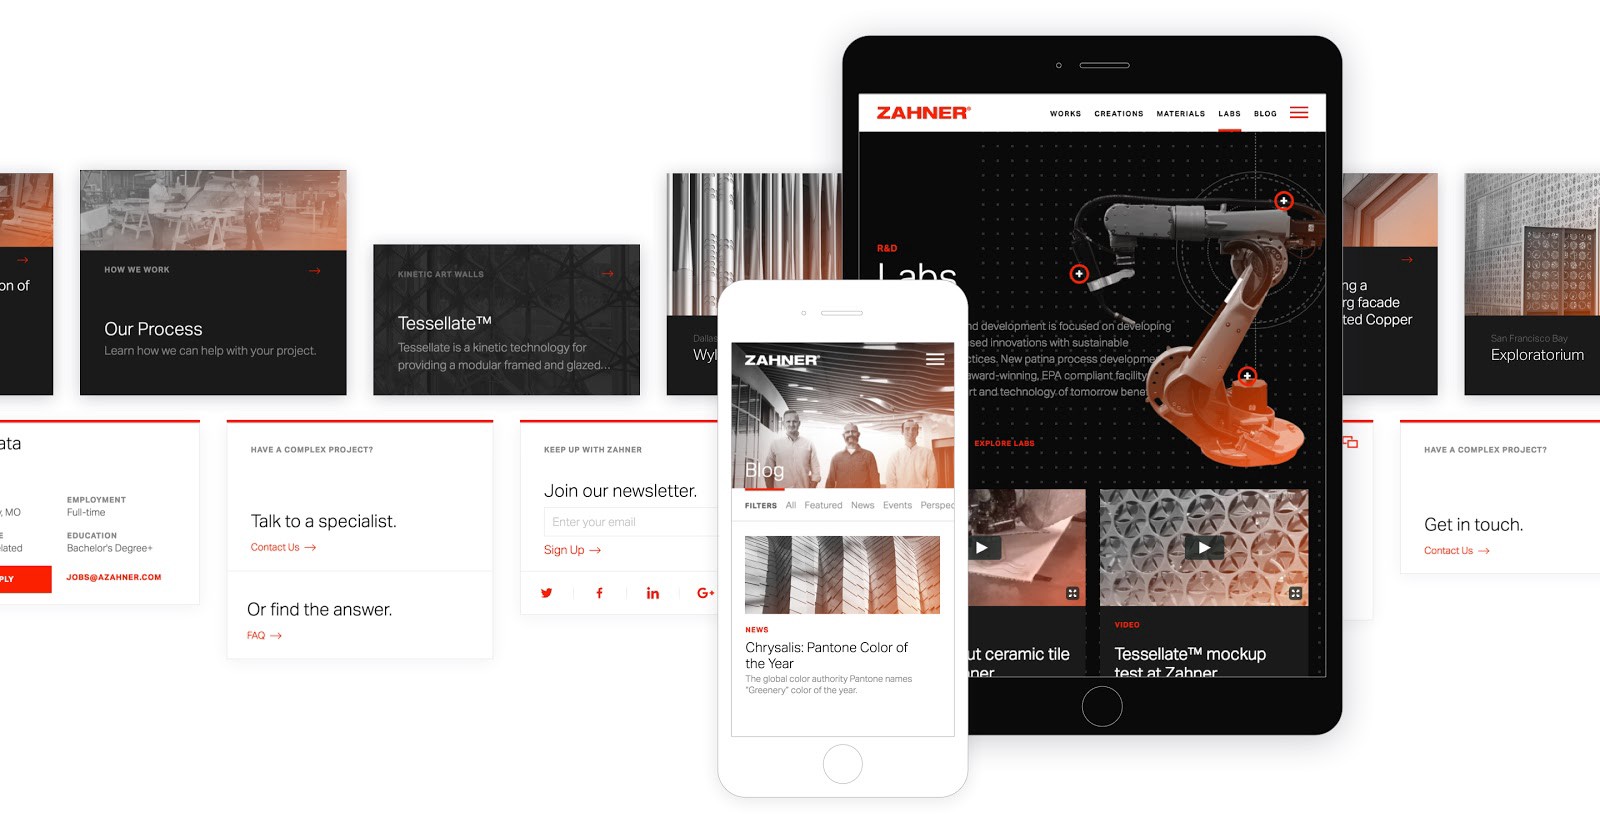 on of
HOW WE WORK
Our Process
Learn how we can help with your project.
KINETIC ART WALLS
Tessellate™
Tessellate is a kinetic technology for
providing a modular framed and glazed...
Dallas
Wyl
ZAHNER®
WORKS CREATIONS MATERIALS LABS BLOG
R&D
Labs
nd development is focused on developing
sed innovations with sustainable
ctices. New patina process developme
award-winning, EPA compliant facility
rt and technology of tomorrow bene
EXPLORE LABS
ut ceramic tile
ner
VIDEO
Tessellate™ mockup
test at Zahner
ng a
rg facade
ted Copper
San Francisco Bay
Exploratorium
ata
, MO
EMPLOYMENT
Full-time
E
lated
EDUCATION
Bachelor's Degree+
PLY
JOBS@AZAHNER.COM
HAVE A COMPLEX PROJECT?
Talk to a specialist.
Contact Us →
Or find the answer.
FAQ →
KEEP UP WITH ZAHNER
Join our newsletter.
Enter your email
Sign Up →
G+
ZAHNER®
Blog
FILTERS All Featured News Events Perspec
NEWS
Chrysalis: Pantone Color of
the Year
The global color authority Pantone names
"Greenery" color of the year.
HAVE A COMPLEX PROJECT?
Get in touch.
Contact Us →